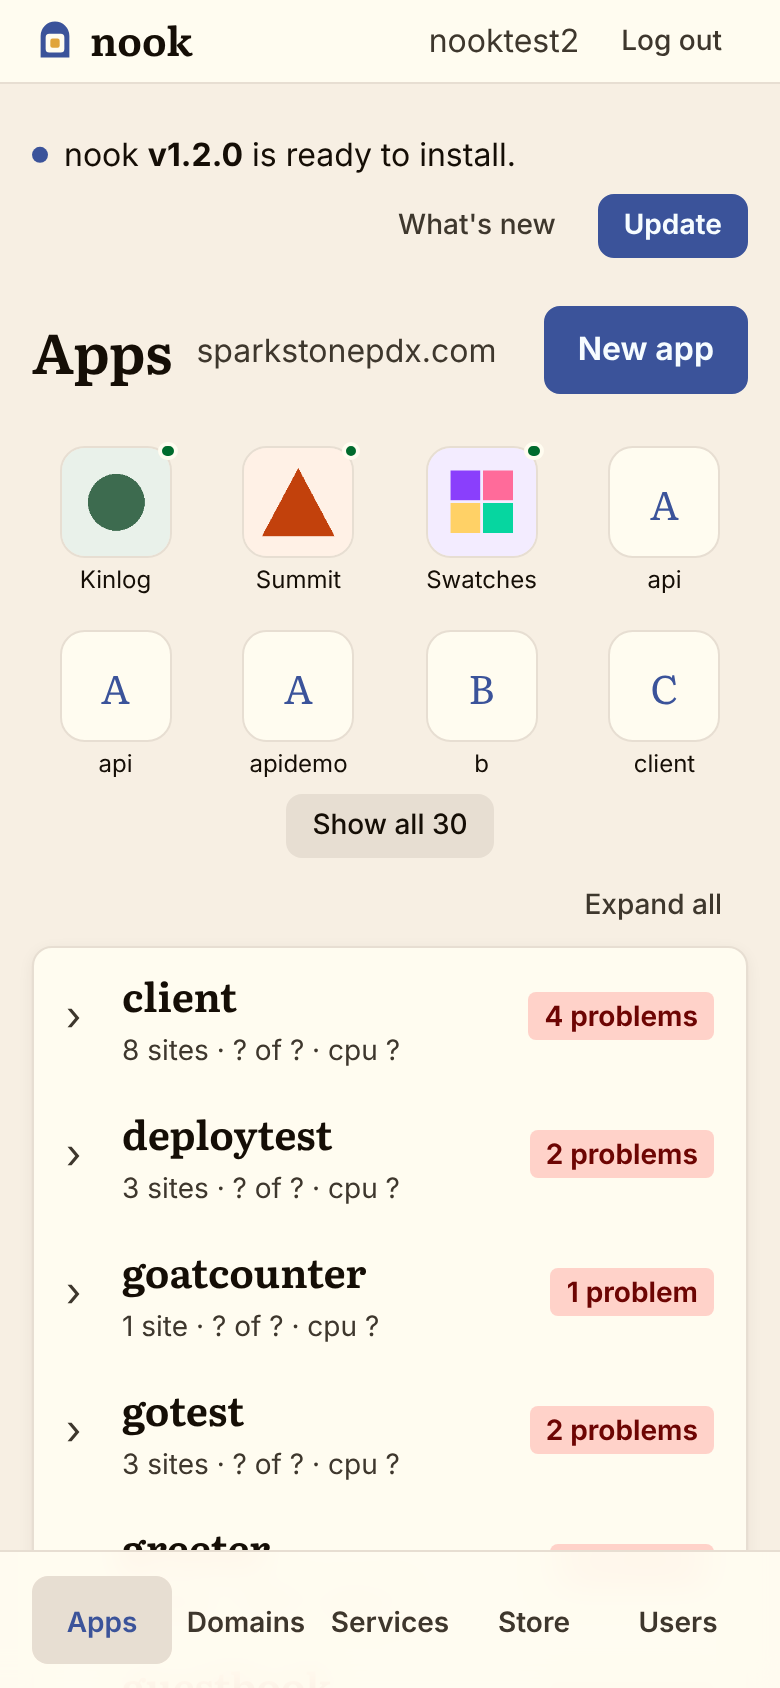 nook
nooktest2
Log out
nook v1.2.0 is ready to install.
What's new
Update
Apps
sparkstonepdx.com
New app
Kinlog
Summit
Swatches
A
api
A
api
A
apidemo
B
b
C
client
Show all 30
Expand all
client
4 problems
8 sites · ? of ? · cpu ?
deploytest
2 problems
3 sites · ? of ? · cpu ?
goatcounter
1 problem
1 site · ? of ? · cpu ?
gotest
2 problems
3 sites · ? of ? · cpu ?
greeter
Apps
Domains
Services
Store
Users
guestbook